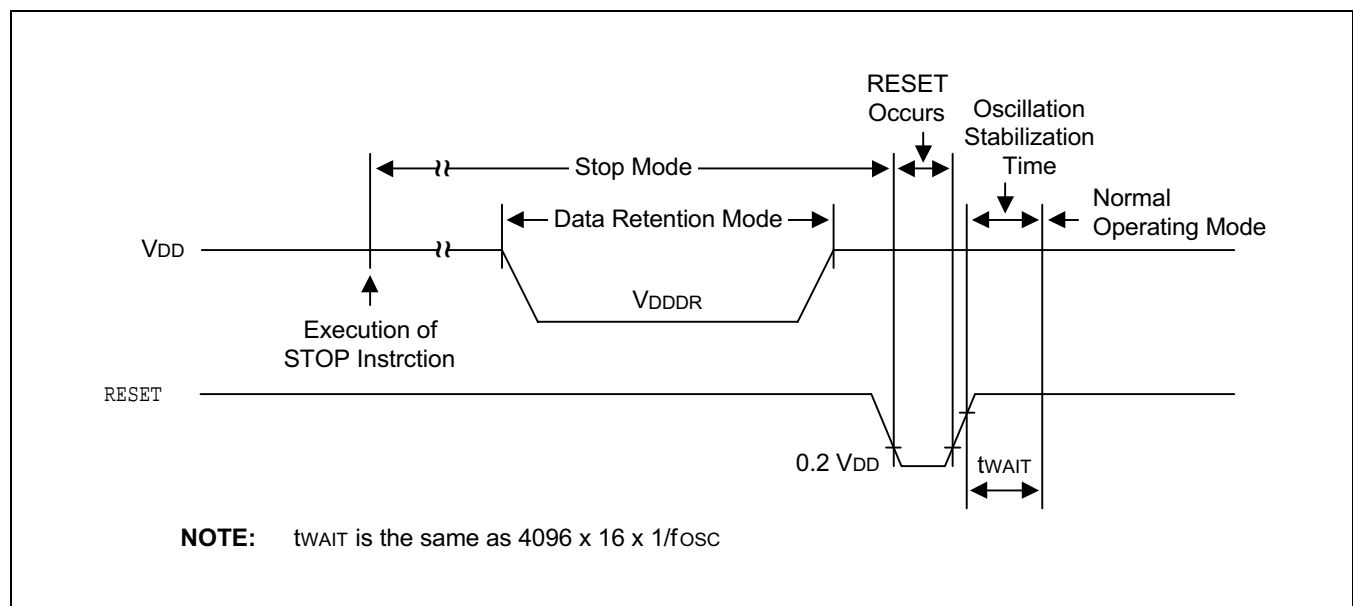 RESET
Occurs
Oscillation
Stabilization
Time
Stop Mode
Data Retention Mode
Normal
Operating Mode
VDD
VDDDR
Execution of
STOP Instrction
RESET
0.2 VDD
tWAIT
NOTE: tWAIT is the same as 4096 x 16 x 1/fOSC